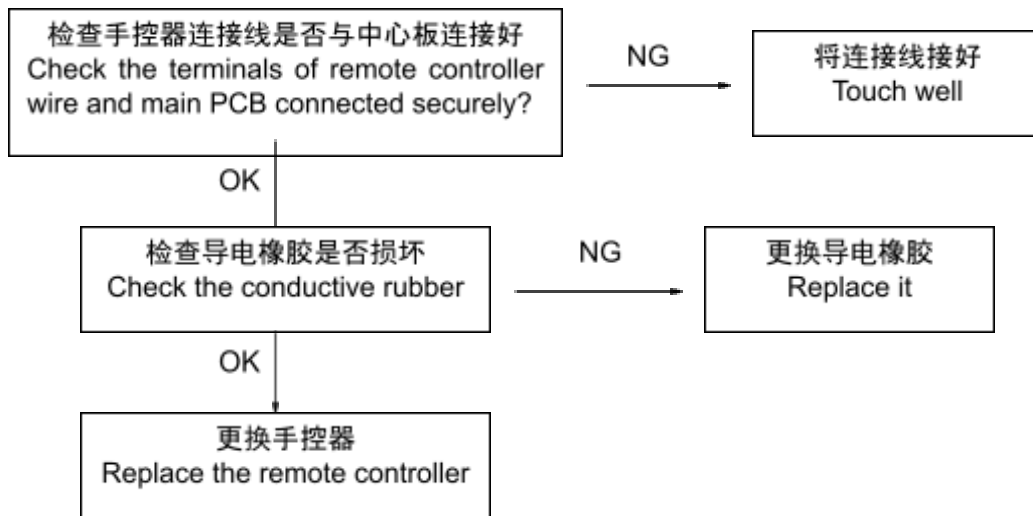 检查手控器连接线是否与中心板连接好
Check the terminals of remote controller
wire and main PCB connected securely?
NG
将连接线接好
Touch well
OK
检查导电橡胶是否损坏
Check the conductive rubber
NG
更换导电橡胶
Replace it
OK
更换手控器
Replace the remote controller